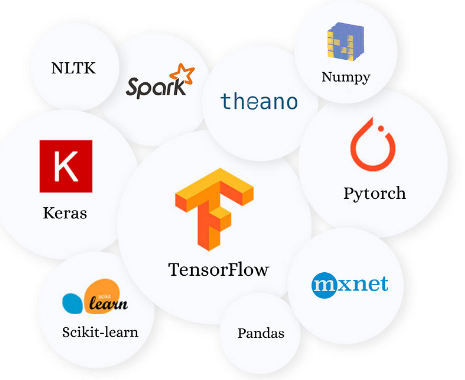 NLTK
Spark
theano
Numpy
K
Keras
TensorFlow
Pytorch
learn
Scikit-learn
mxnet
Pandas